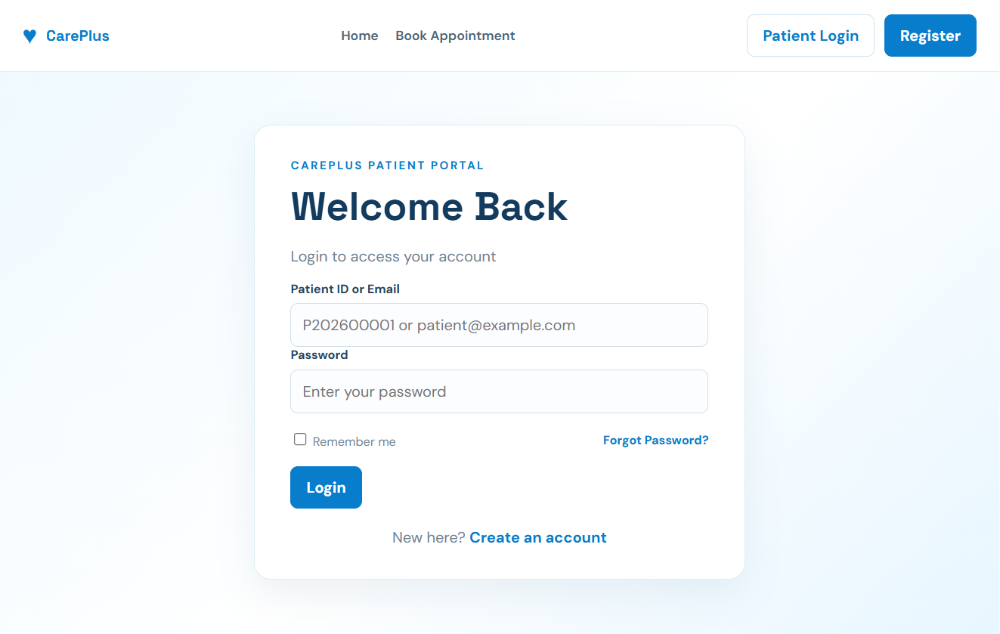 CarePlus
Home
Book Appointment
Patient Login
Register
CAREPLUS PATIENT PORTAL
Welcome Back
Login to access your account
Patient ID or Email
P202600001 or patient@example.com
Password
Enter your password
Remember me
Forgot Password?
Login
New here? Create an account